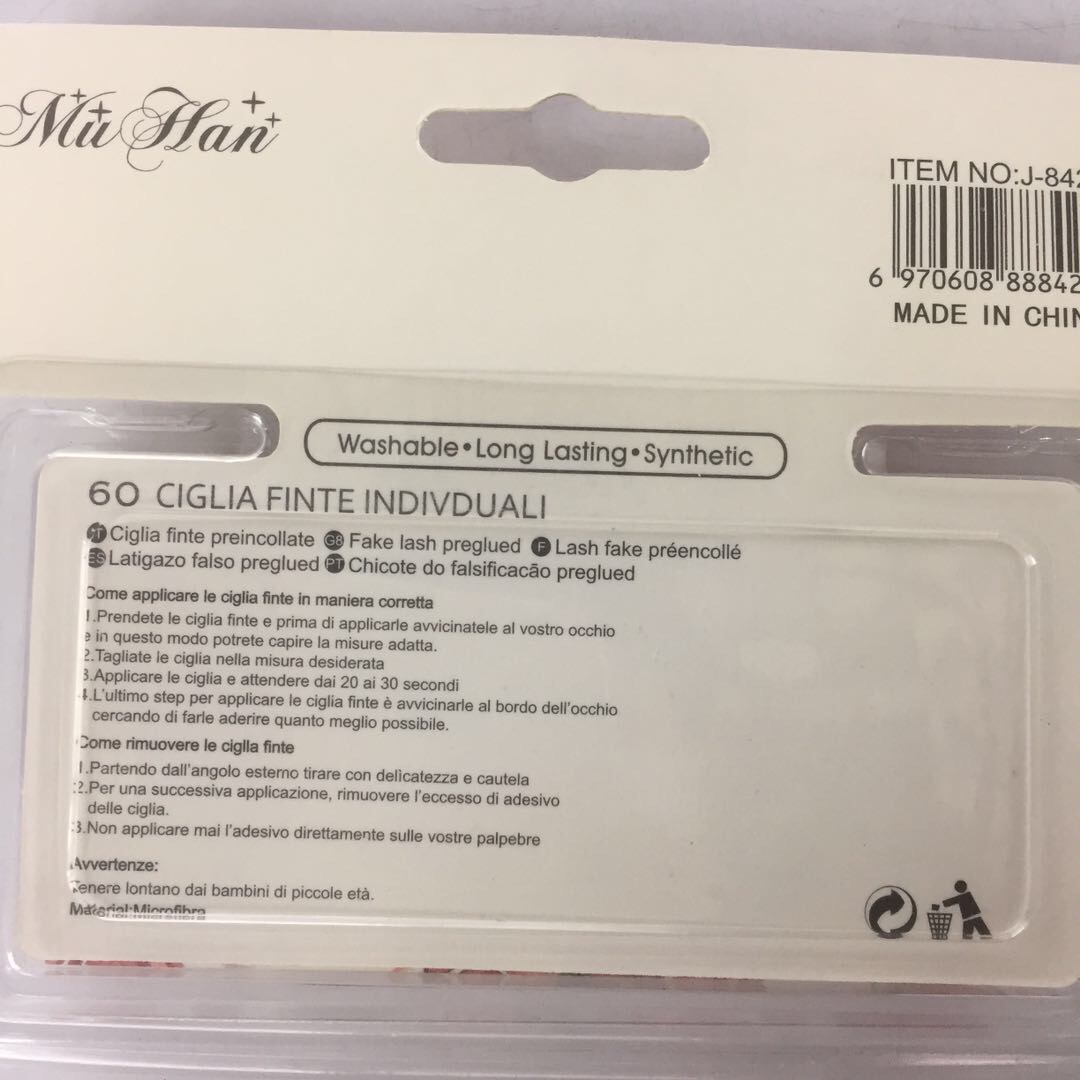 Mu Han
ITEM NO:J-842
6 970608 88842
MADE IN CHIN
Washable•Long Lasting•Synthetic
60 CIGLIA FINTE INDIVDUALI
IT Ciglia finte preincollate GB Fake lash preglued F Lash fake préencollé
ES Latigazo falso preglued PT Chicote do falsificacão preglued
Come applicare le ciglia finte in maniera corretta
1.Prendete le ciglia finte e prima di applicarle avvicinatele al vostro occhio
e in questo modo potrete capire la misure adatta.
2.Tagliate le ciglia nella misura desiderata
3.Applicare le ciglia e attendere dai 20 ai 30 secondi
4.L'ultimo step per applicare le ciglia finte è avvicinarle al bordo dell'occhio
cercando di farle aderire quanto meglio possibile.
Come rimuovere le ciglla finte
1.Partendo dall'angolo esterno tirare con delicatezza e cautela
2.Per una successiva applicazione, rimuovere l'eccesso di adesivo
delle ciglia.
3.Non applicare mai l'adesivo direttamente sulle vostre palpebre
Avvertenze:
Tenere lontano dai bambini di piccole età.
Material:Microfibra